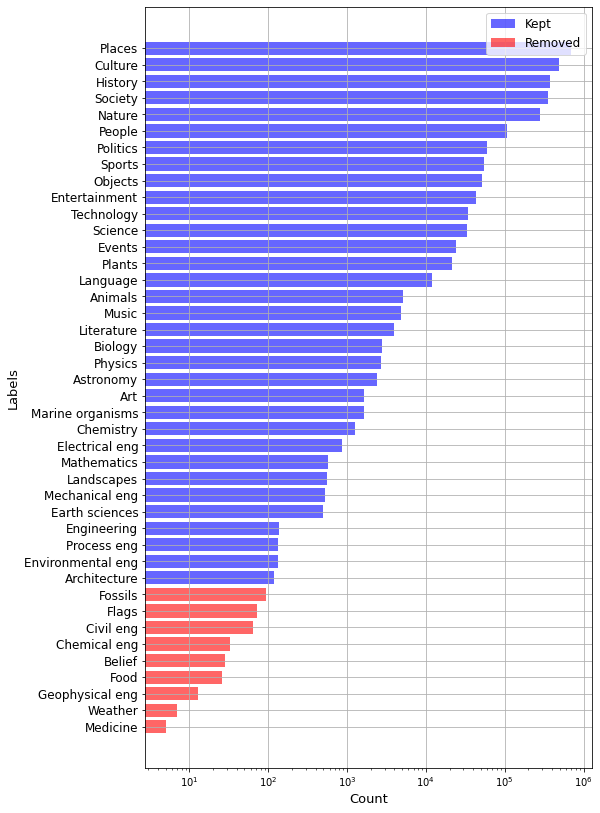 Kept
Removed
Places
Culture
History
Society
Nature
People
Politics
Sports
Objects
Entertainment
Technology
Science
Events
Plants
Language
Animals
Music
Literature
Biology
Physics
Astronomy
Art
Marine organisms
Chemistry
Electrical eng
Mathematics
Landscapes
Mechanical eng
Earth sciences
Engineering
Process eng
Environmental eng
Architecture
Fossils
Flags
Civil eng
Chemical eng
Belief
Food
Geophysical eng
Weather
Medicine
Labels
10¹ 10² 10³ 10⁴ 10⁵ 10⁶
Count